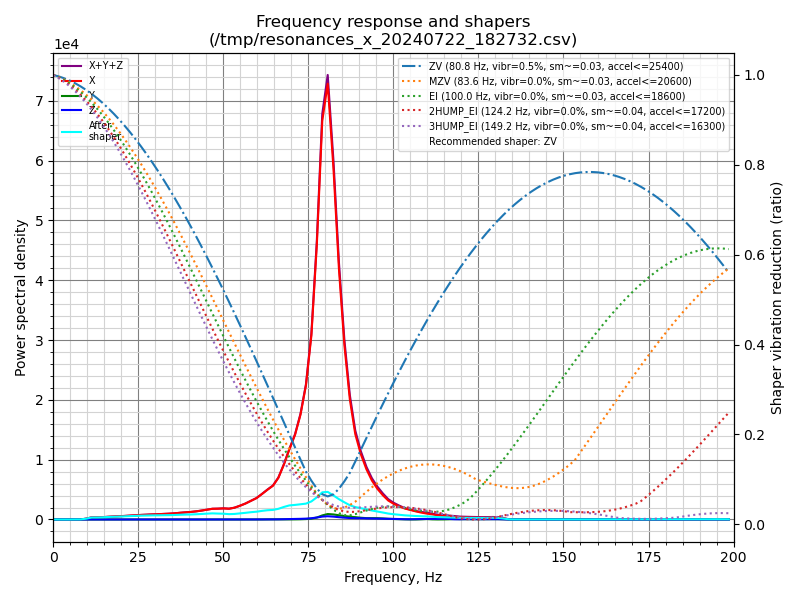 Frequency response and shapers
(/tmp/resonances_x_20240722_182732.csv)
1e4
X+Y+Z
X
Y
Z
After
shaper
ZV (80.8 Hz, vibr=0.5%, sm~=0.03, accel<=25400)
MZV (83.6 Hz, vibr=0.0%, sm~=0.03, accel<=20600)
EI (100.0 Hz, vibr=0.0%, sm~=0.03, accel<=18600)
2HUMP_EI (124.2 Hz, vibr=0.0%, sm~=0.04, accel<=17200)
3HUMP_EI (149.2 Hz, vibr=0.0%, sm~=0.04, accel<=16300)
Recommended shaper: ZV
Power spectral density
7
6
5
4
3
2
1
0
1.0
0.8
0.6
0.4
0.2
0.0
Shaper vibration reduction (ratio)
0 25 50 75 100 125 150 175 200
Frequency, Hz